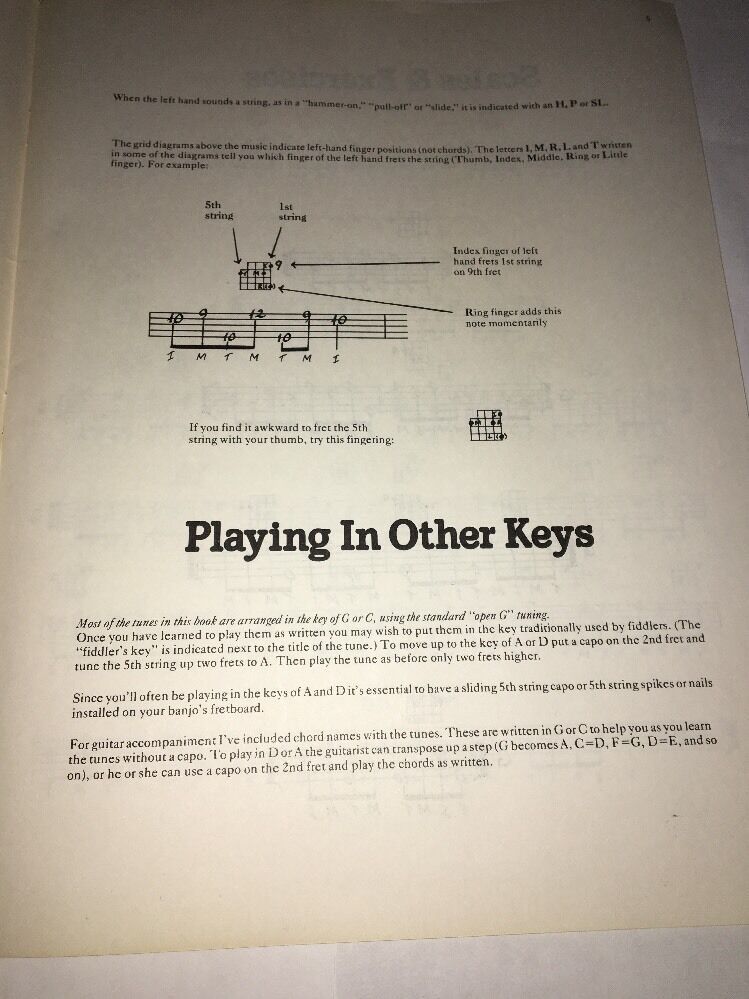 5
When the left hand sounds a string, as in a "hammer-on," "pull-off" or "slide," it is indicated with an H, P or SL.
The grid diagrams above the music indicate left-hand finger positions (not chords). The letters I, M, R, L and T written
in some of the diagrams tell you which finger of the left hand frets the string (Thumb, Index, Middle, Ring or Little
finger). For example:
5th
string
1st
string
9
Index finger of left
hand frets 1st string
on 9th fret
Ring finger adds this
note momentarily
10 9 10 12 10 9 10
I M T M T M I
If you find it awkward to fret the 5th
string with your thumb, try this fingering:
Playing In Other Keys
Most of the tunes in this book are arranged in the key of G or C, using the standard "open G" tuning.
Once you have learned to play them as written you may wish to put them in the key traditionally used by fiddlers. (The
"fiddler's key" is indicated next to the title of the tune.) To move up to the key of A or D put a capo on the 2nd fret and
tune the 5th string up two frets to A. Then play the tune as before only two frets higher.
Since you'll often be playing in the keys of A and D it's essential to have a sliding 5th string capo or 5th string spikes or nails
installed on your banjo's fretboard.
For guitar accompaniment I've included chord names with the tunes. These are written in G or C to help you as you learn
the tunes without a capo. To play in D or A the guitarist can transpose up a step (G becomes A, C=D, F=G, D=E, and so
on), or he or she can use a capo on the 2nd fret and play the chords as written.